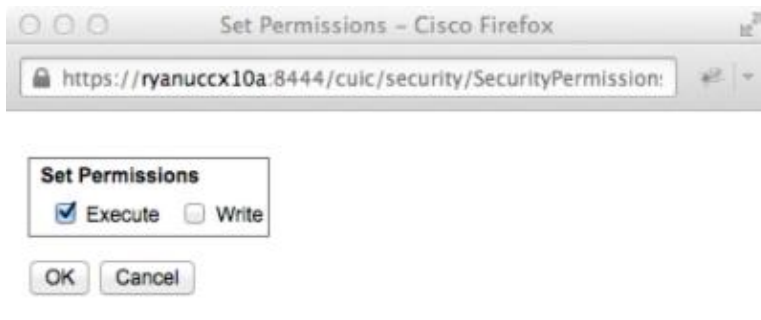 Set Permissions – Cisco Firefox
https://ryanuccx10a:8444/cuic/security/SecurityPermission:
Set Permissions
Execute Write
OK Cancel